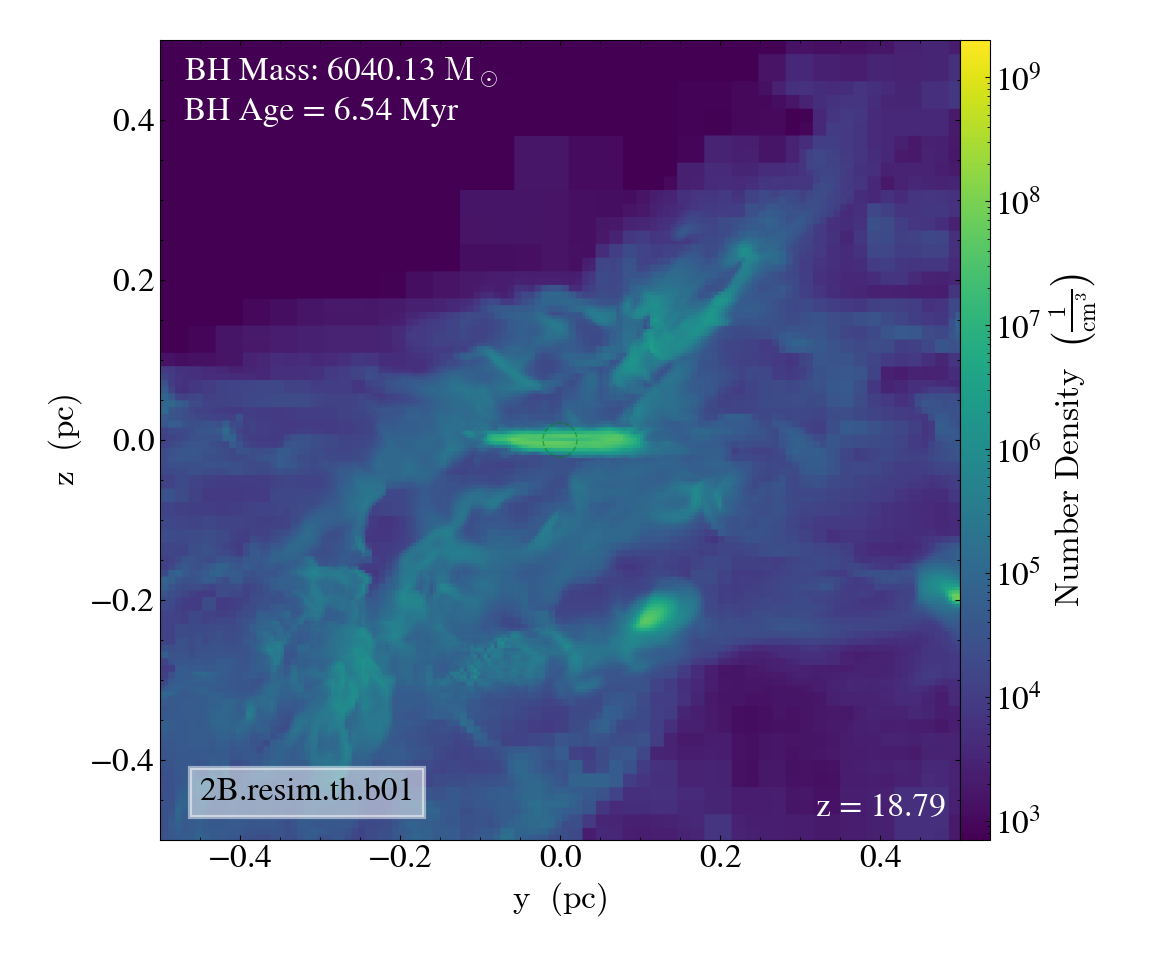 BH Mass: 6040.13 M⊙
BH Age = 6.54 Myr
2B.resim.th.b01
z = 18.79
0.4
0.2
0.0
−0.2
−0.4
z (pc)
−0.4 −0.2 0.0 0.2 0.4
y (pc)
10⁹
10⁸
10⁷
10⁶
10⁵
10⁴
10³
Number Density (1/cm³)